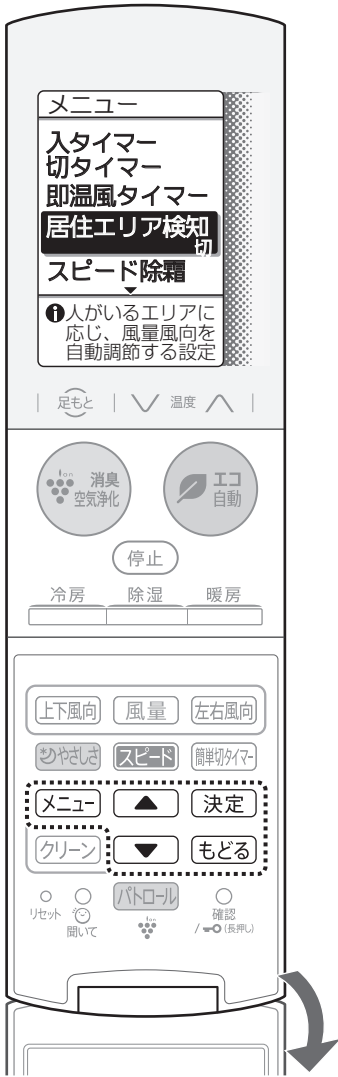 メニュー
入タイマー
切タイマー
即温風タイマー
居住エリア検知
切
スピード除霜
人がいるエリアに
応じ、風量風向を
自動調節する設定
足もと 温度
Ion 消臭 空気浄化
エコ 自動
停止
冷房 除湿 暖房
上下風向 風量 左右風向
やさしさ スピード 簡単切タイマー
メニュー ▲ 決定
クリーン ▼ もどる
リセット 聞いて パトロール Ion 確認 / (長押し)